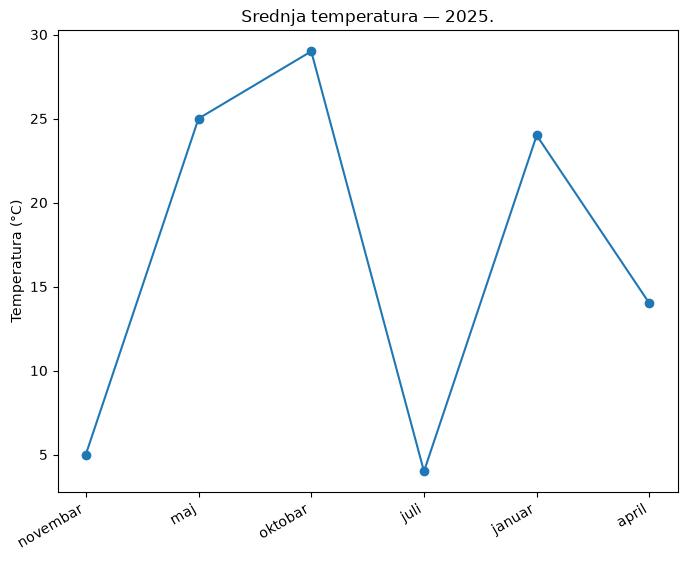 Srednja temperatura — 2025.
Temperatura (°C)
30
25
20
15
10
5
novembar
maj
oktobar
juli
januar
april